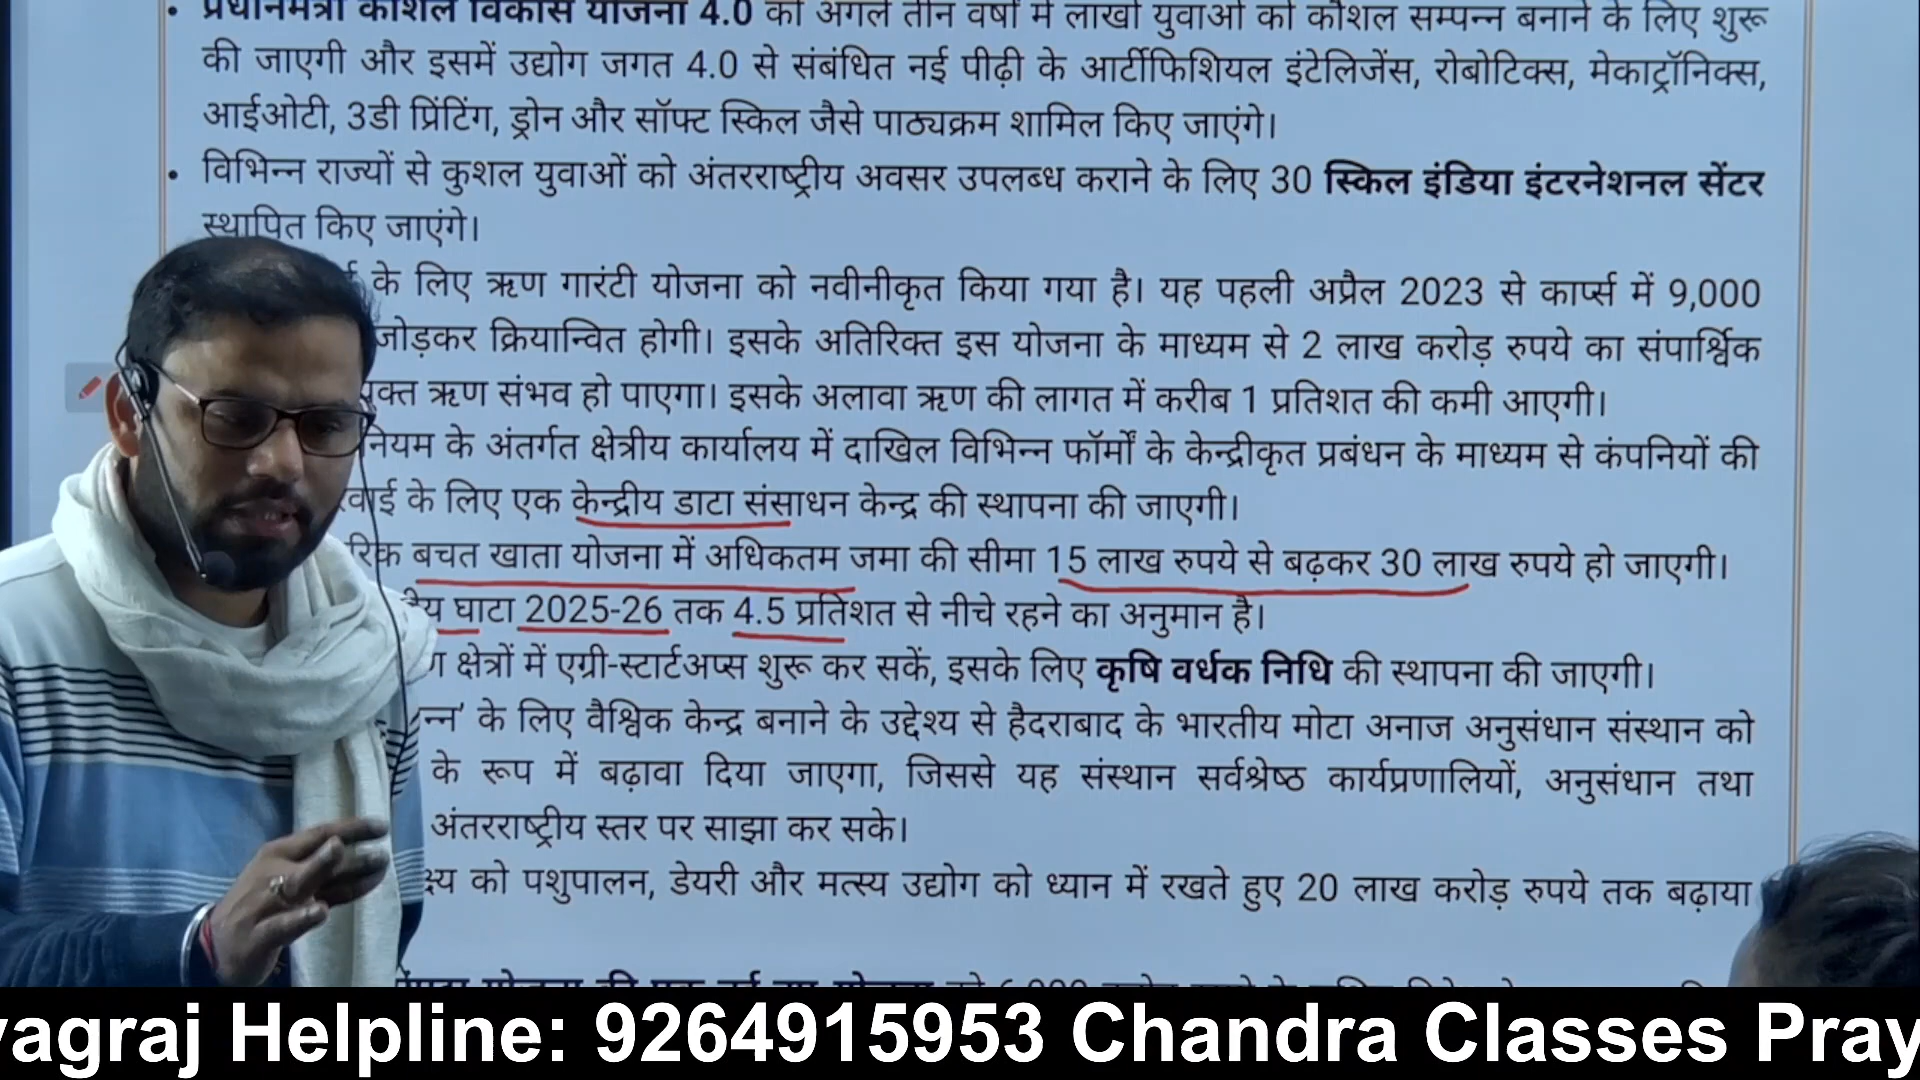 • प्रधानमंत्री कौशल विकास योजना 4.0 को अगले तीन वर्षों में लाखों युवाओं को कौशल सम्पन्न बनाने के लिए शुरू
की जाएगी और इसमें उद्योग जगत 4.0 से संबंधित नई पीढ़ी के आर्टीफिशियल इंटेलिजेंस, रोबोटिक्स, मेकाट्रॉनिक्स,
आईओटी, 3डी प्रिंटिंग, ड्रोन और सॉफ्ट स्किल जैसे पाठ्यक्रम शामिल किए जाएंगे।
• विभिन्न राज्यों से कुशल युवाओं को अंतरराष्ट्रीय अवसर उपलब्ध कराने के लिए 30 स्किल इंडिया इंटरनेशनल सेंटर
स्थापित किए जाएंगे।
के लिए ऋण गारंटी योजना को नवीनीकृत किया गया है। यह पहली अप्रैल 2023 से कार्प्स में 9,000
जोड़कर क्रियान्वित होगी। इसके अतिरिक्त इस योजना के माध्यम से 2 लाख करोड़ रुपये का संपार्श्विक
ऋण संभव हो पाएगा। इसके अलावा ऋण की लागत में करीब 1 प्रतिशत की कमी आएगी।
के अंतर्गत क्षेत्रीय कार्यालय में दाखिल विभिन्न फॉर्मों के केन्द्रीकृत प्रबंधन के माध्यम से कंपनियों की
के लिए एक केन्द्रीय डाटा संसाधन केन्द्र की स्थापना की जाएगी।
बचत खाता योजना में अधिकतम जमा की सीमा 15 लाख रुपये से बढ़कर 30 लाख रुपये हो जाएगी।
घाटा 2025-26 तक 4.5 प्रतिशत से नीचे रहने का अनुमान है।
क्षेत्रों में एग्री-स्टार्टअप्स शुरू कर सकें, इसके लिए कृषि वर्धक निधि की स्थापना की जाएगी।
के लिए वैश्विक केन्द्र बनाने के उद्देश्य से हैदराबाद के भारतीय मोटा अनाज अनुसंधान संस्थान को
के रूप में बढ़ावा दिया जाएगा, जिससे यह संस्थान सर्वश्रेष्ठ कार्यप्रणालियों, अनुसंधान तथा
अंतरराष्ट्रीय स्तर पर साझा कर सके।
को पशुपालन, डेयरी और मत्स्य उद्योग को ध्यान में रखते हुए 20 लाख करोड़ रुपये तक बढ़ाया
yagraj Helpline: 9264915953 Chandra Classes Pray